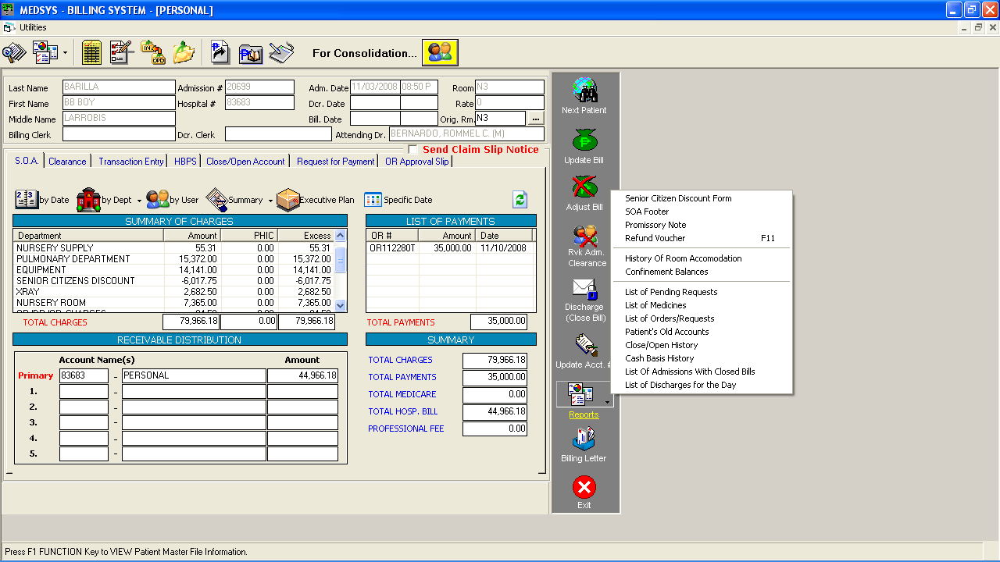 MEDSYS - BILLING SYSTEM - [PERSONAL]
Utilities
For Consolidation...
Last Name BARILLA Admission # 20699 Adm. Date 11/03/2008 08:50 P Room N3
First Name BB BOY Hospital # 83683 Dcr. Date Rate 0
Middle Name LARROBIS Bill. Date Orig. Rm. N3 ...
Billing Clerk Dcr. Clerk Attending Dr. BERNARDO, ROMMEL C. (M)
Send Claim Slip Notice
S.O.A. Clearance Transaction Entry HBPS Close/Open Account Request for Payment OR Approval Slip
by Date by Dept by User Summary Executive Plan Specific Date
SUMMARY OF CHARGES
Department Amount PHIC Excess
NURSERY SUPPLY 55.31 0.00 55.31
PULMONARY DEPARTMENT 15,372.00 0.00 15,372.00
EQUIPMENT 14,141.00 0.00 14,141.00
SENIOR CITIZENS DISCOUNT -6,017.75 0.00 -6,017.75
XRAY 2,682.50 0.00 2,682.50
NURSERY ROOM 7,365.00 0.00 7,365.00
TOTAL CHARGES 79,966.18 0.00 79,966.18
LIST OF PAYMENTS
OR # Amount Date
OR112280T 35,000.00 11/10/2008
TOTAL PAYMENTS 35,000.00
RECEIVABLE DISTRIBUTION
Account Name(s) Amount
Primary 83683 - PERSONAL 44,966.18
1. -
2. -
3. -
4. -
5. -
SUMMARY
TOTAL CHARGES 79,966.18
TOTAL PAYMENTS 35,000.00
TOTAL MEDICARE 0.00
TOTAL HOSP. BILL 44,966.18
PROFESSIONAL FEE 0.00
Next Patient
Update Bill
Adjust Bill
Rvk Adm.
Clearance
Discharge
(Close Bill)
Update Acct. #
Reports
Billing Letter
Exit
Senior Citizen Discount Form
SOA Footer
Promissory Note
Refund Voucher F11
History Of Room Accomodation
Confinement Balances
List of Pending Requests
List of Medicines
List of Orders/Requests
Patient's Old Accounts
Close/Open History
Cash Basis History
List Of Admissions With Closed Bills
List of Discharges for the Day
Press F1 FUNCTION Key to VIEW Patient Master File Information.